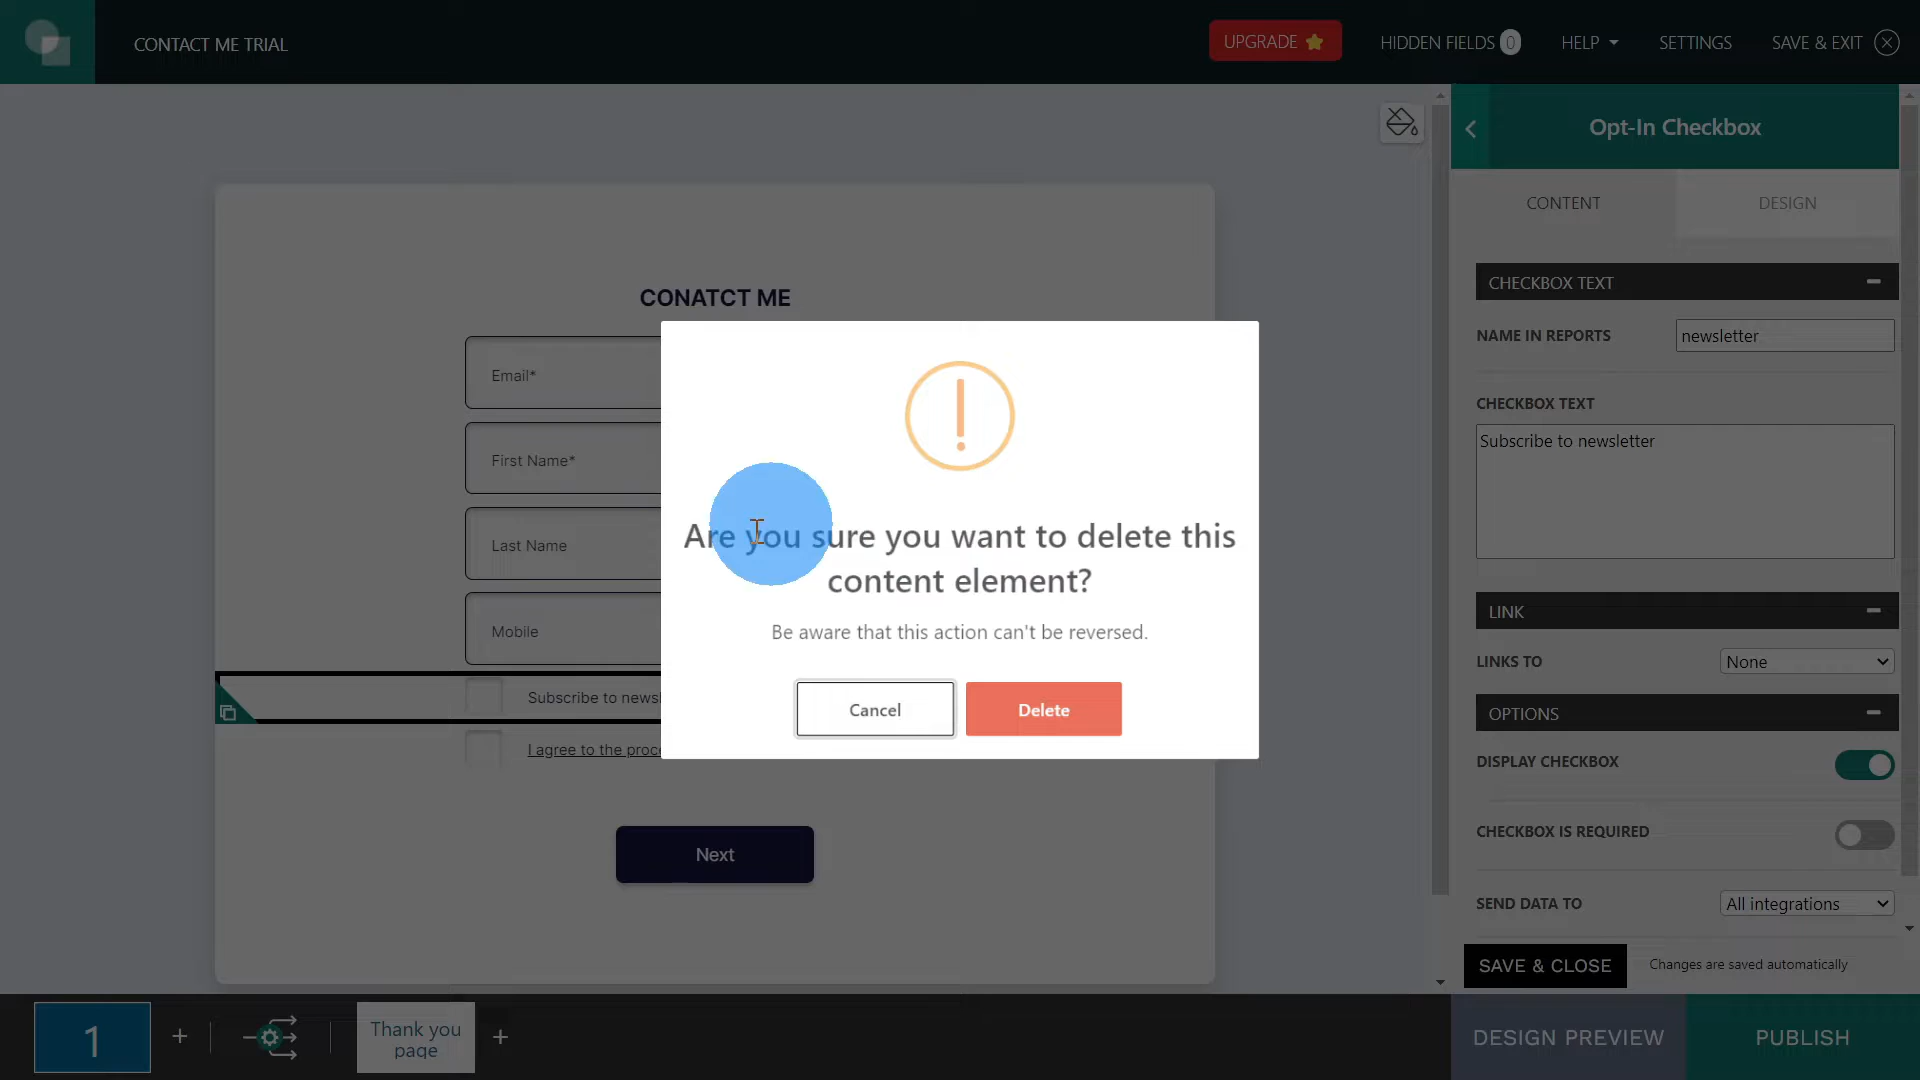 CONTACT ME TRIAL
UPGRADE
HIDDEN FIELDS 0
HELP
SETTINGS
SAVE & EXIT
Opt-In Checkbox
CONTENT
DESIGN
CHECKBOX TEXT
NAME IN REPORTS
newsletter
CHECKBOX TEXT
Subscribe to newsletter
LINK
LINKS TO
None
OPTIONS
DISPLAY CHECKBOX
CHECKBOX IS REQUIRED
SEND DATA TO
All integrations
SAVE & CLOSE
Changes are saved automatically
CONATCT ME
Email*
First Name*
Last Name
Mobile
Subscribe to news
I agree to the proce
Next
Are you sure you want to delete this
content element?
Be aware that this action can't be reversed.
Cancel
Delete
1
+
Thank you
page
+
DESIGN PREVIEW
PUBLISH